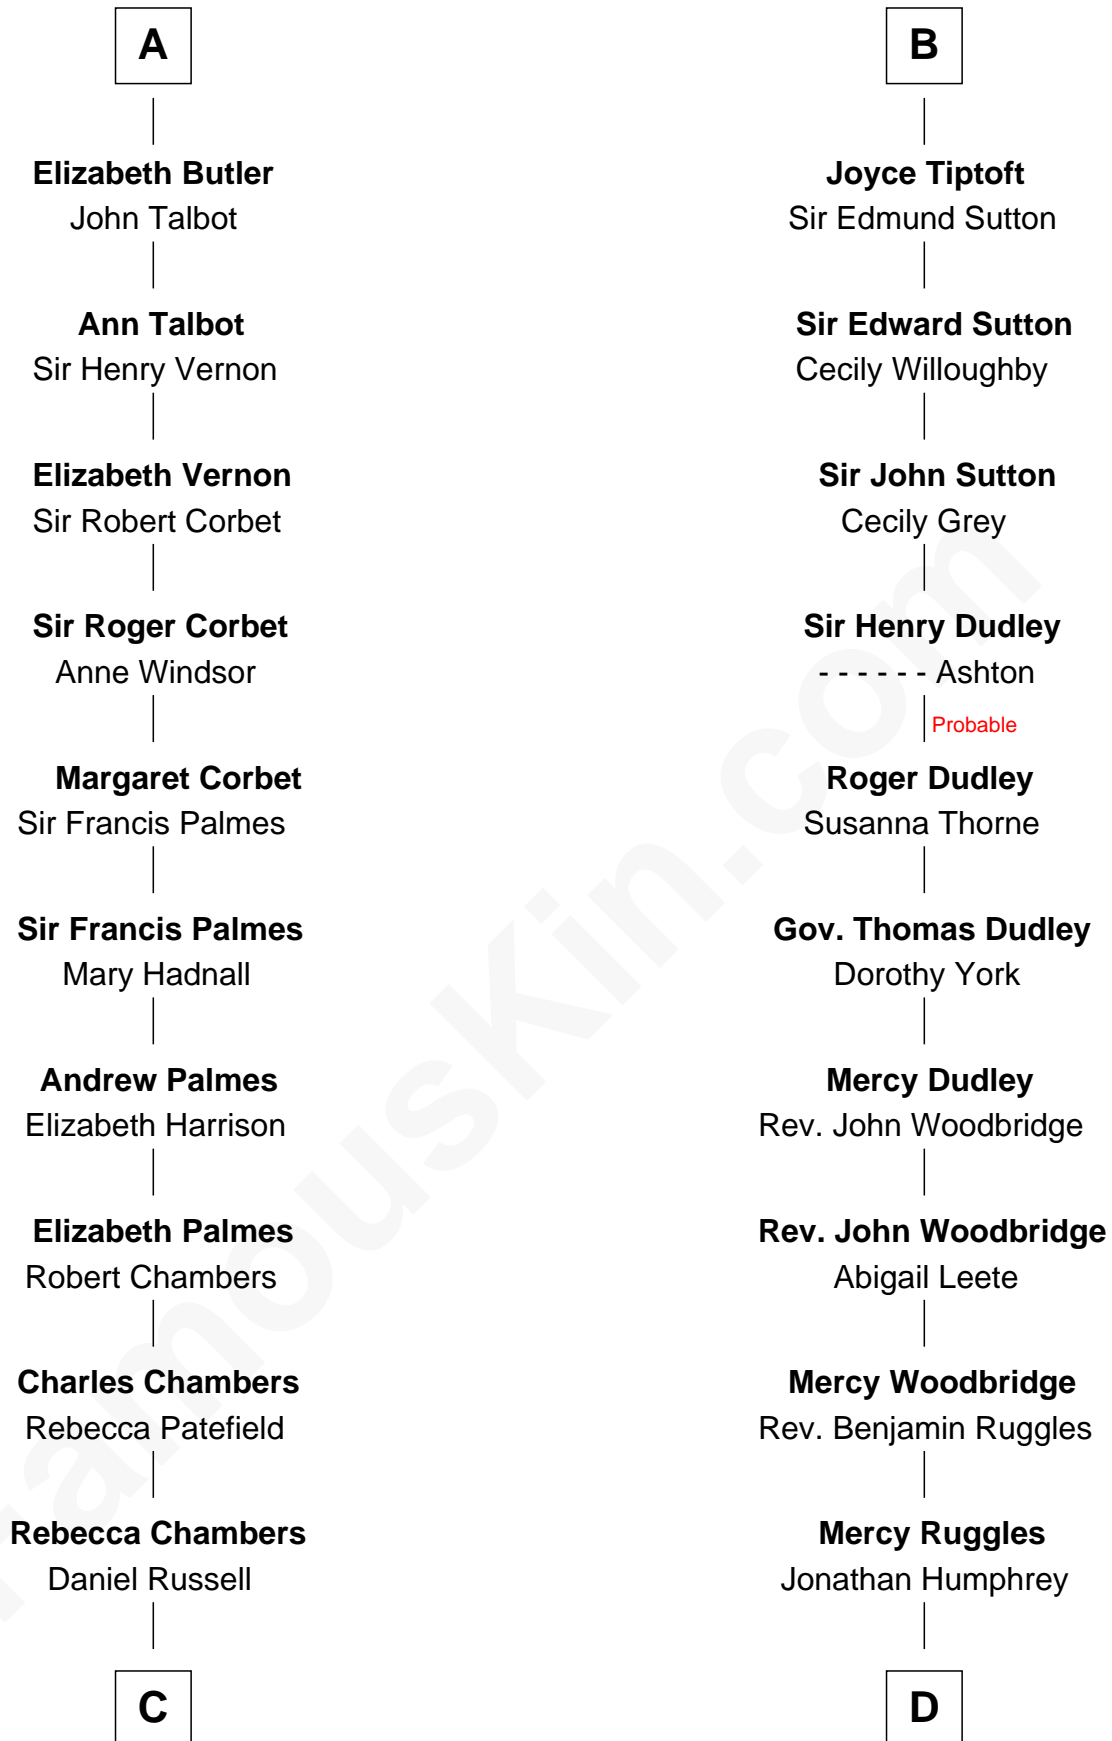 A
Elizabeth Butler
John Talbot
Ann Talbot
Sir Henry Vernon
Elizabeth Vernon
Sir Robert Corbet
Sir Roger Corbet
Anne Windsor
Margaret Corbet
Sir Francis Palmes
Sir Francis Palmes
Mary Hadnall
Andrew Palmes
Elizabeth Harrison
Elizabeth Palmes
Robert Chambers
Charles Chambers
Rebecca Patefield
Rebecca Chambers
Daniel Russell
C
B
Joyce Tiptoft
Sir Edmund Sutton
Sir Edward Sutton
Cecily Willoughby
Sir John Sutton
Cecily Grey
Sir Henry Dudley
- - - - - - Ashton
Probable
Roger Dudley
Susanna Thorne
Gov. Thomas Dudley
Dorothy York
Mercy Dudley
Rev. John Woodbridge
Rev. John Woodbridge
Abigail Leete
Mercy Woodbridge
Rev. Benjamin Ruggles
Mercy Ruggles
Jonathan Humphrey
D
FamousKin.com